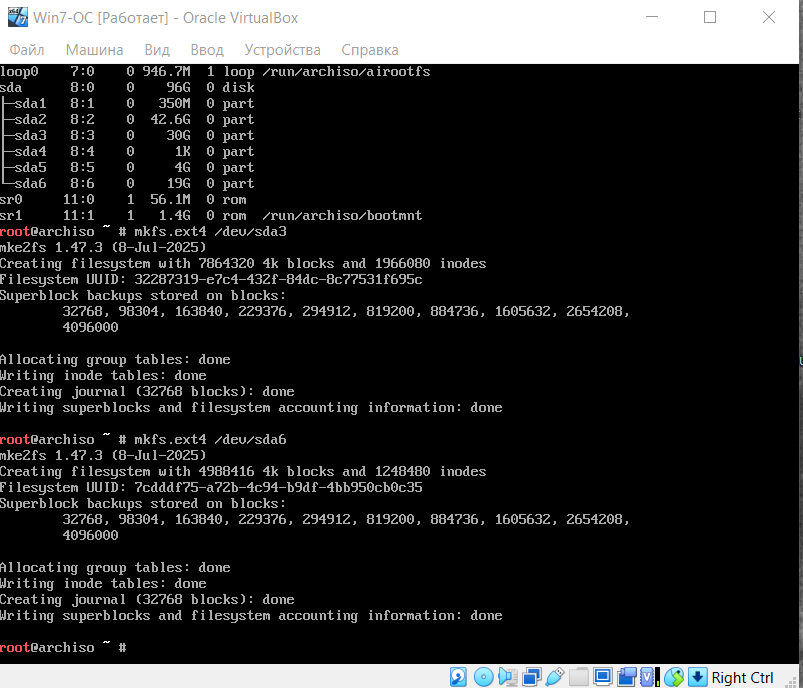 Win7-ОС [Работает] - Oracle VirtualBox
Файл Машина Вид Ввод Устройства Справка
loop0 7:0 0 946.7M 1 loop /run/archiso/airootfs
sda 8:0 0 96G 0 disk
├─sda1 8:1 0 350M 0 part
├─sda2 8:2 0 42.6G 0 part
├─sda3 8:3 0 30G 0 part
├─sda4 8:4 0 1K 0 part
├─sda5 8:5 0 4G 0 part
└─sda6 8:6 0 19G 0 part
sr0 11:0 1 56.1M 0 rom
sr1 11:1 1 1.4G 0 rom /run/archiso/bootmnt
root@archiso ~ # mkfs.ext4 /dev/sda3
mke2fs 1.47.3 (8-Jul-2025)
Creating filesystem with 7864320 4k blocks and 1966080 inodes
Filesystem UUID: 32287319-e7c4-432f-84dc-8c77531f695c
Superblock backups stored on blocks:
32768, 98304, 163840, 229376, 294912, 819200, 884736, 1605632, 2654208,
4096000
Allocating group tables: done
Writing inode tables: done
Creating journal (32768 blocks): done
Writing superblocks and filesystem accounting information: done
root@archiso ~ # mkfs.ext4 /dev/sda6
mke2fs 1.47.3 (8-Jul-2025)
Creating filesystem with 4988416 4k blocks and 1248480 inodes
Filesystem UUID: 7cdddf75-a72b-4c94-b9df-4bb950cb0c35
Superblock backups stored on blocks:
32768, 98304, 163840, 229376, 294912, 819200, 884736, 1605632, 2654208,
4096000
Allocating group tables: done
Writing inode tables: done
Creating journal (32768 blocks): done
Writing superblocks and filesystem accounting information: done
root@archiso ~ #
Right Ctrl